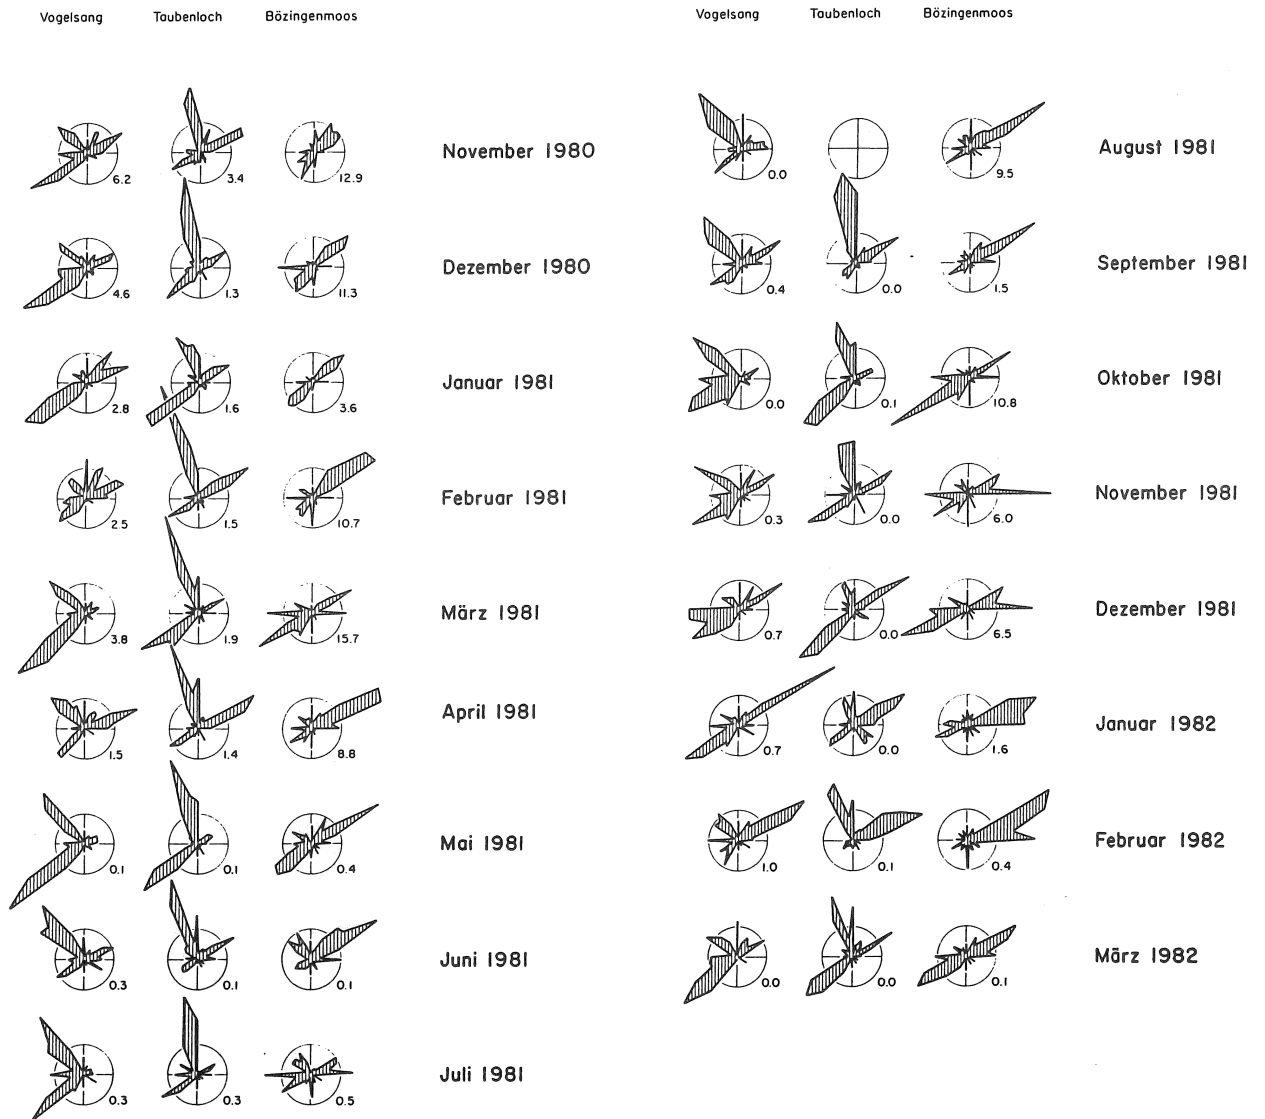 Vogelsang Taubenloch Bözingenmoos
6.2 3.4 12.9 November 1980
4.6 1.3 11.3 Dezember 1980
2.8 1.6 3.6 Januar 1981
2.5 1.5 10.7 Februar 1981
3.8 1.9 15.7 März 1981
1.5 1.4 8.8 April 1981
0.1 0.1 0.4 Mai 1981
0.3 0.1 0.1 Juni 1981
0.3 0.3 0.5 Juli 1981
Vogelsang Taubenloch Bözingenmoos
0.0 9.5 August 1981
0.4 0.0 1.5 September 1981
0.0 0.1 10.8 Oktober 1981
0.3 0.0 6.0 November 1981
0.7 0.0 6.5 Dezember 1981
0.7 0.0 1.6 Januar 1982
1.0 0.1 0.4 Februar 1982
0.0 0.0 0.1 März 1982